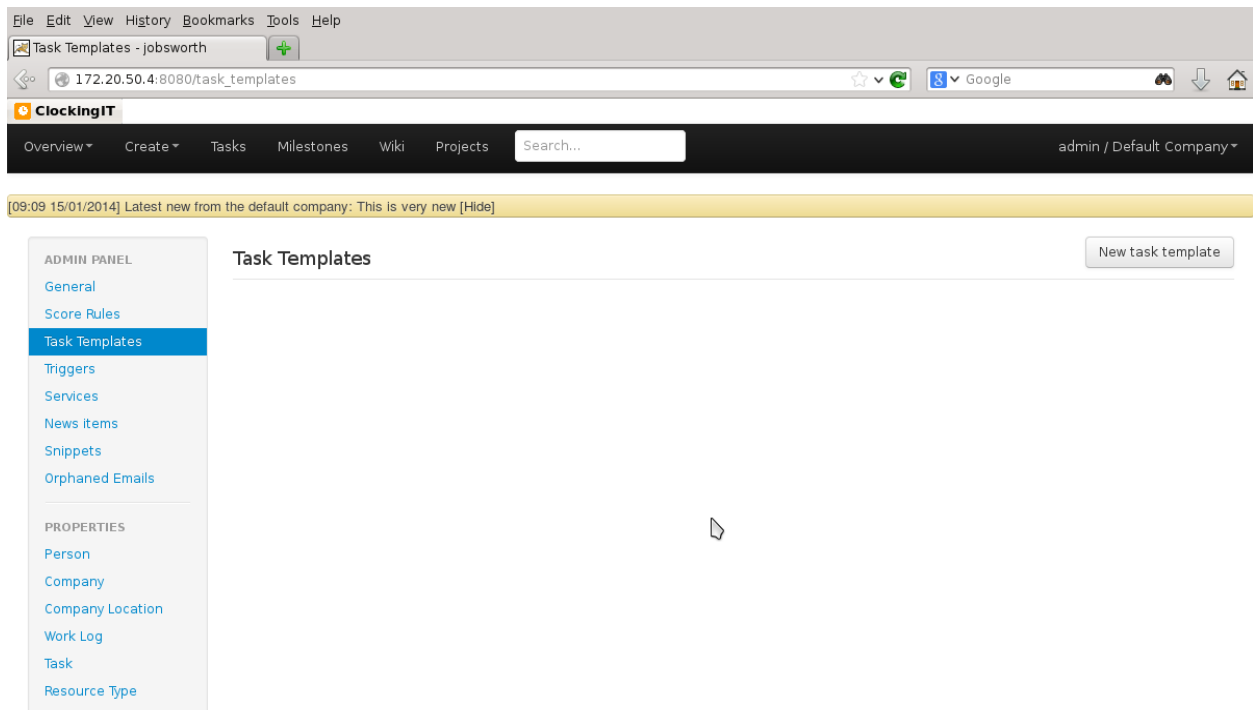 File Edit View History Bookmarks Tools Help
Task Templates - jobsworth
172.20.50.4:8080/task_templates
8 Google
ClockingIT
Overview Create Tasks Milestones Wiki Projects Search... admin / Default Company
[09:09 15/01/2014] Latest new from the default company: This is very new [Hide]
ADMIN PANEL
General
Score Rules
Task Templates
Triggers
Services
News items
Snippets
Orphaned Emails
PROPERTIES
Person
Company
Company Location
Work Log
Task
Resource Type
Task Templates
New task template